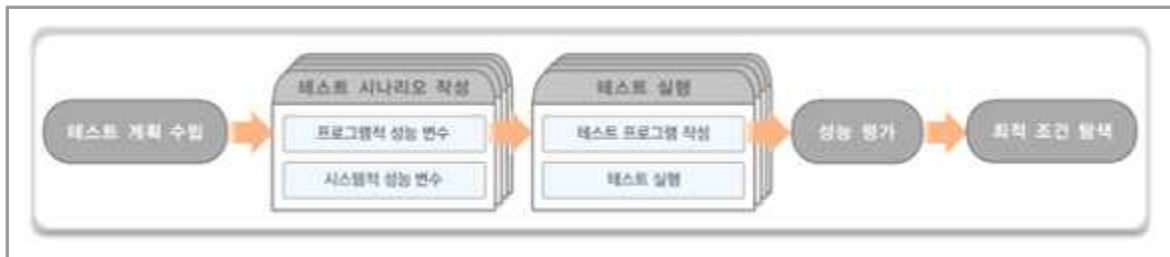 테스트 계획 수립
테스트 시나리오 작성
프로그램적 성능 변수
시스템적 성능 변수
테스트 실행
테스트 프로그램 작성
테스트 실행
성능 평가
최적 조건 탐색